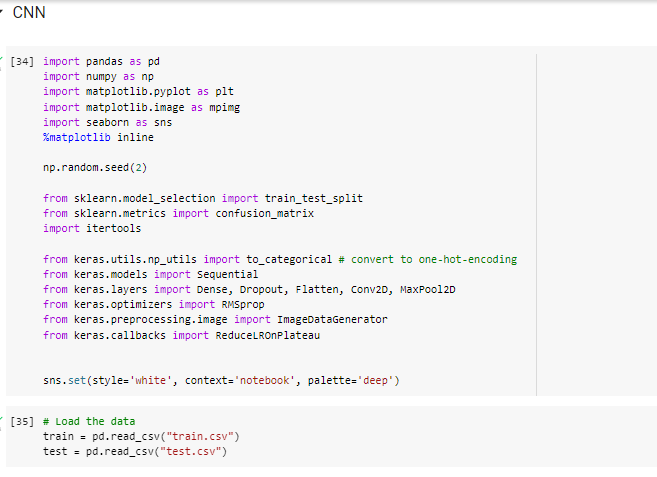 CNN
[34] import pandas as pd
import numpy as np
import matplotlib.pyplot as plt
import matplotlib.image as mpimg
import seaborn as sns
%matplotlib inline
np.random.seed(2)
from sklearn.model_selection import train_test_split
from sklearn.metrics import confusion_matrix
import itertools
from keras.utils.np_utils import to_categorical # convert to one-hot-encoding
from keras.models import Sequential
from keras.layers import Dense, Dropout, Flatten, Conv2D, MaxPool2D
from keras.optimizers import RMSprop
from keras.preprocessing.image import ImageDataGenerator
from keras.callbacks import ReduceLROnPlateau
sns.set(style='white', context='notebook', palette='deep')
[35] # Load the data
train = pd.read_csv("train.csv")
test = pd.read_csv("test.csv")